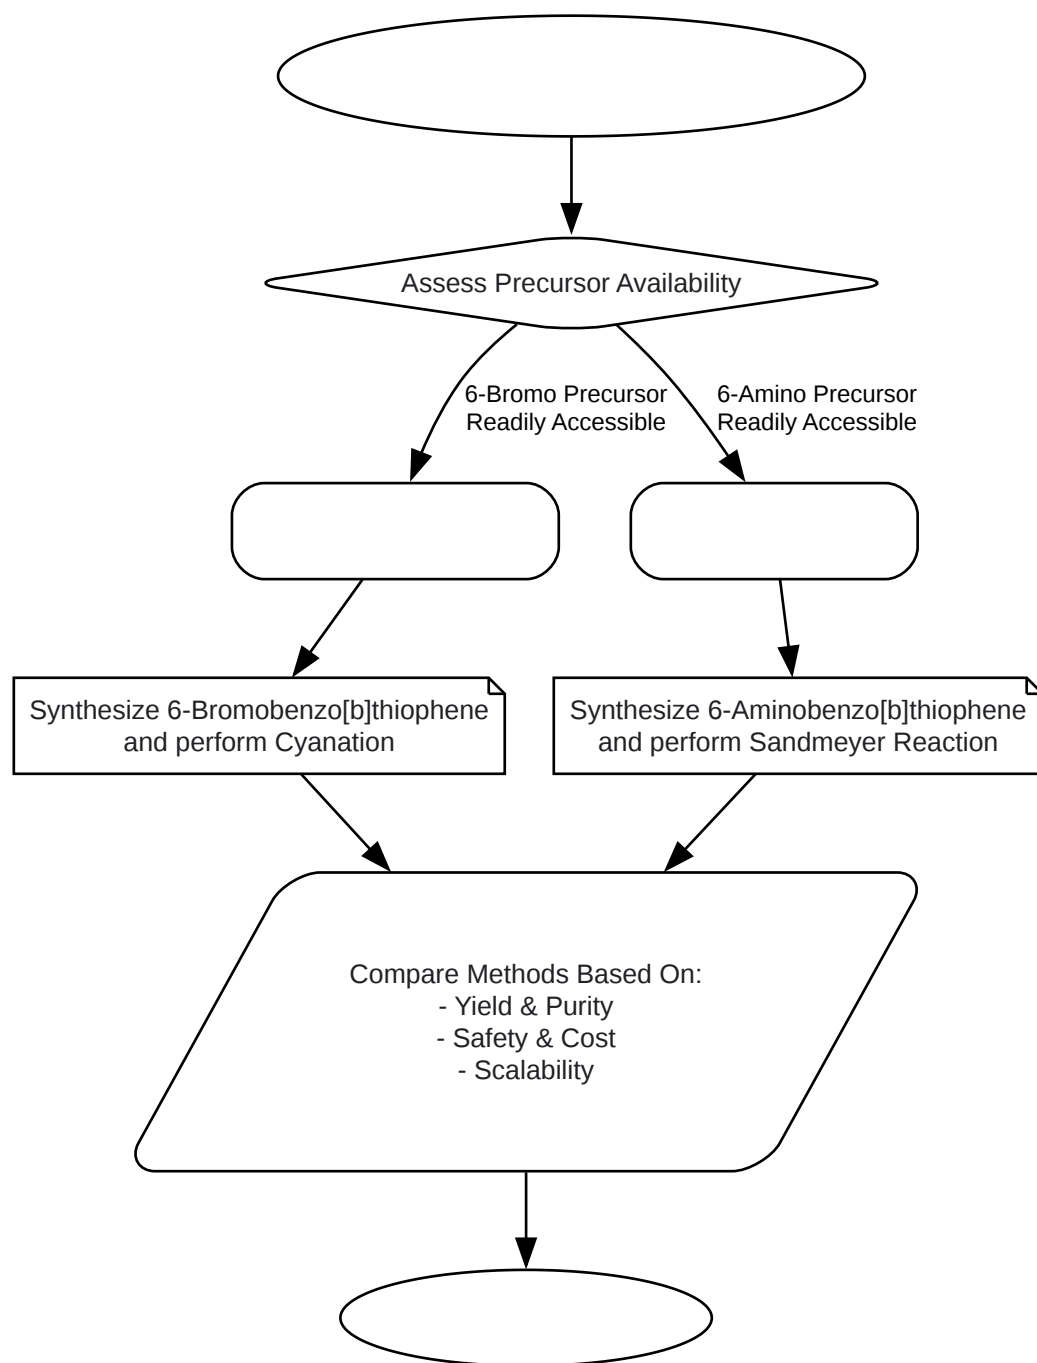 Assess Precursor Availability
6-Bromo Precursor
Readily Accessible
6-Amino Precursor
Readily Accessible
Synthesize 6-Bromobenzo[b]thiophene
and perform Cyanation
Synthesize 6-Aminobenzo[b]thiophene
and perform Sandmeyer Reaction
Compare Methods Based On:
- Yield & Purity
- Safety & Cost
- Scalability